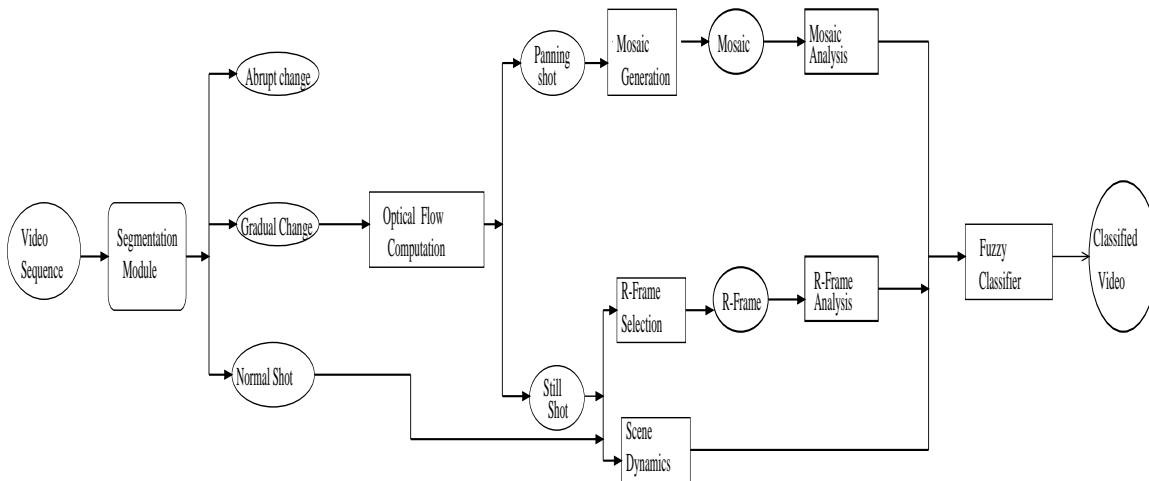 Video
Sequence
Segmentation
Module
Abrupt change
Gradual Change
Normal Shot
Optical Flow
Computation
Panning
shot
Mosaic
Generation
Mosaic
Mosaic
Analysis
Still
Shot
R-Frame
Selection
R-Frame
R-Frame
Analysis
Scene
Dynamics
Fuzzy
Classifier
Classified
Video